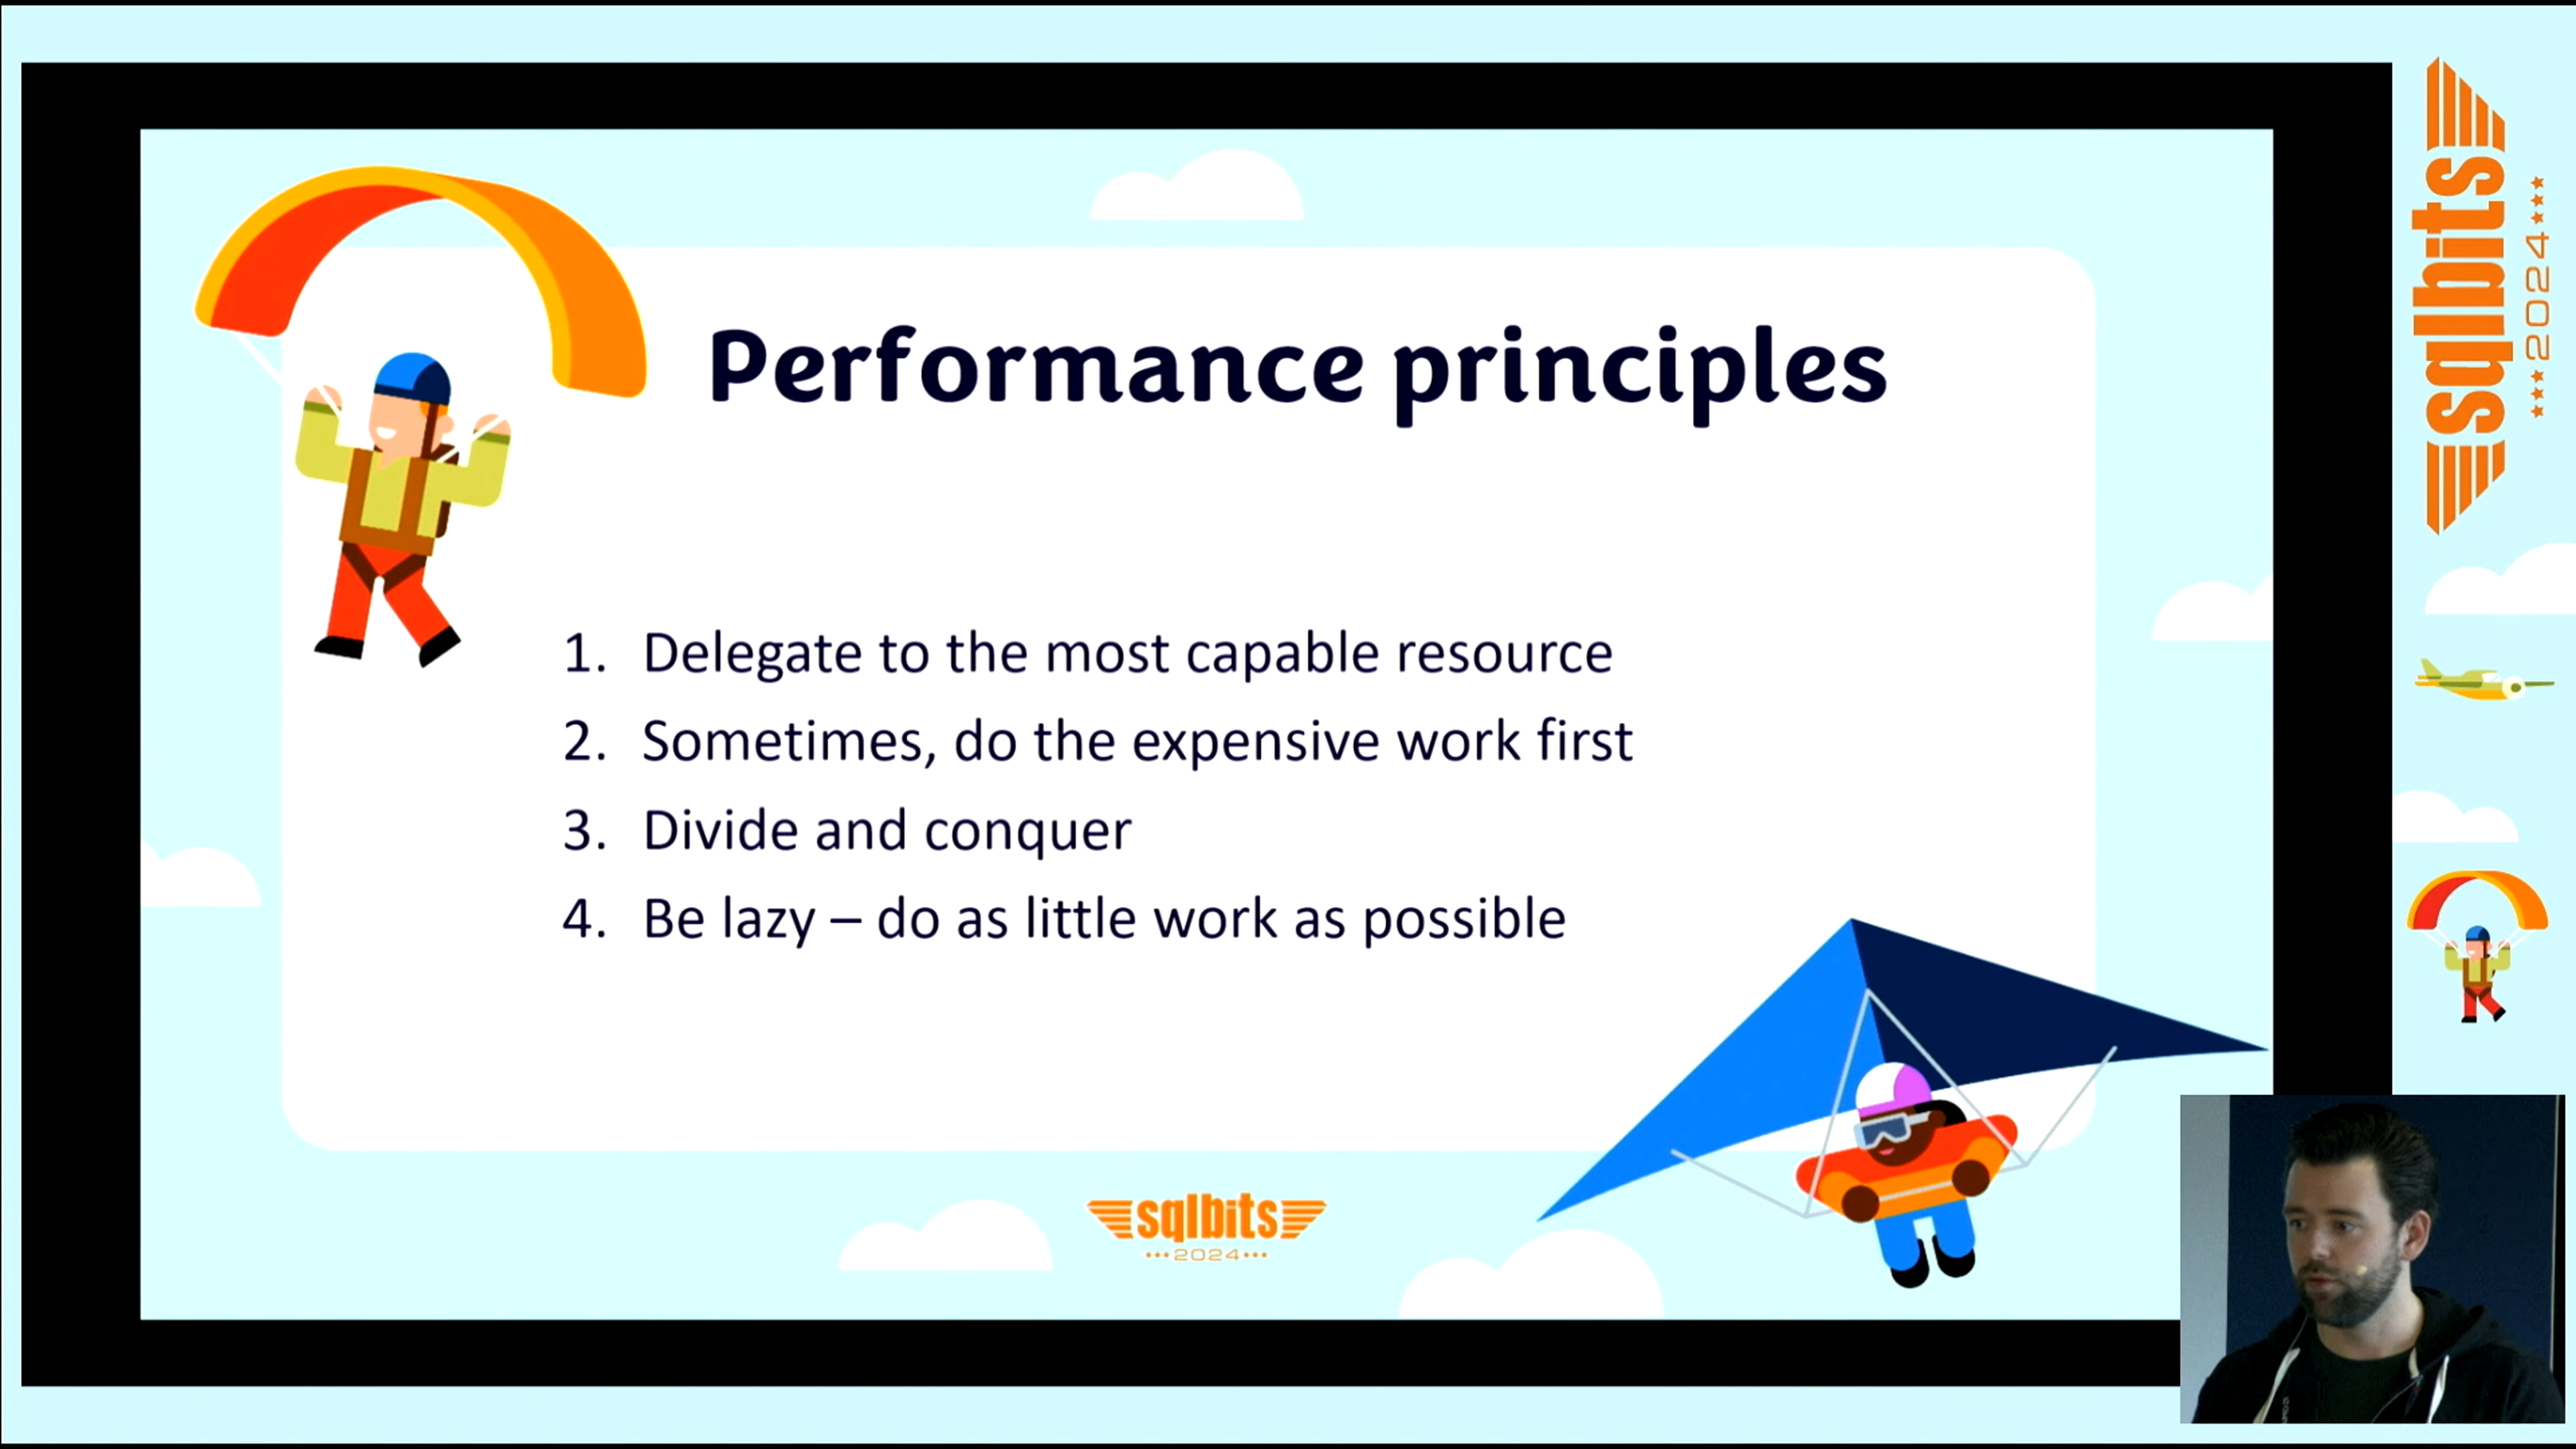 Performance principles
1. Delegate to the most capable resource
2. Sometimes, do the expensive work first
3. Divide and conquer
4. Be lazy – do as little work as possible
sqlbits
2024
sqlbits
2024